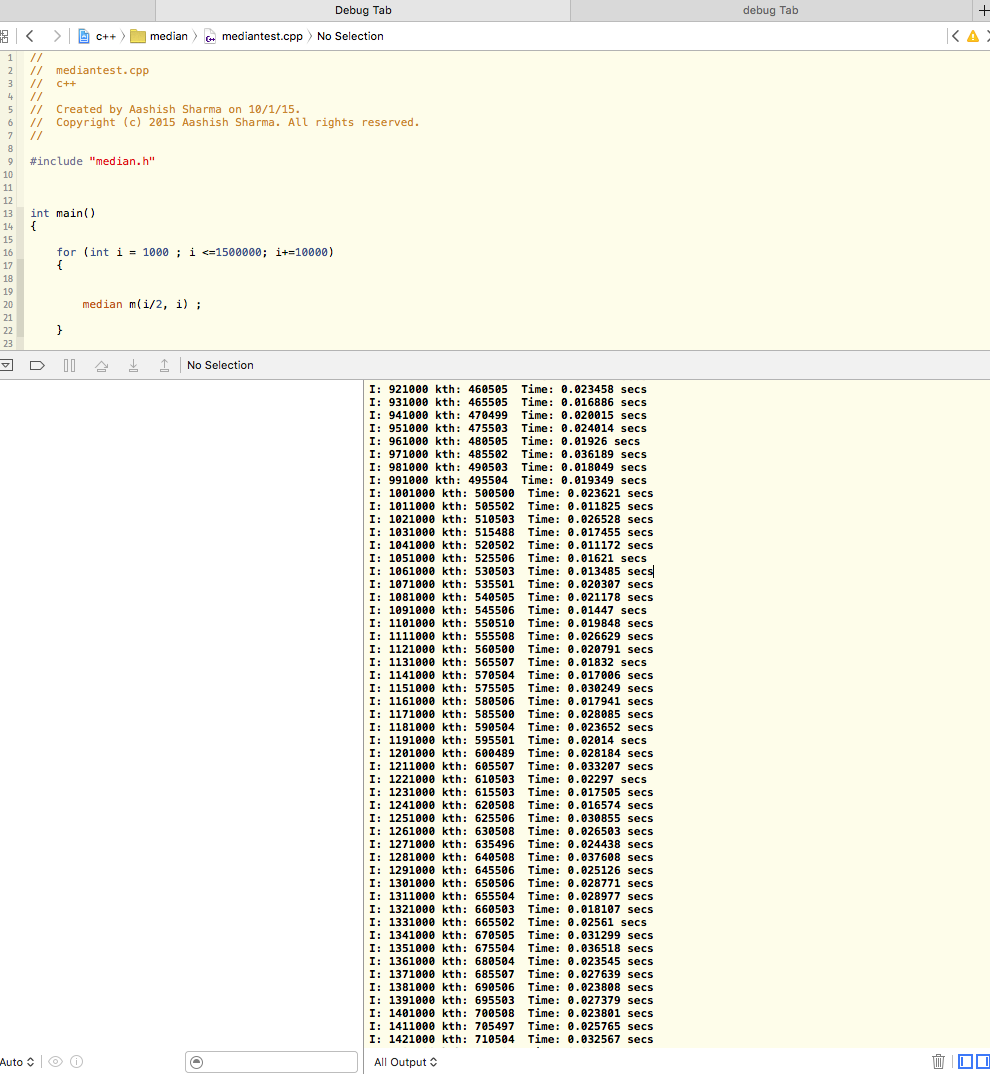 Debug Tab
debug Tab
c++ median mediantest.cpp No Selection
1 //
2 // mediantest.cpp
3 // c++
4 //
5 // Created by Aashish Sharma on 10/1/15.
6 // Copyright (c) 2015 Aashish Sharma. All rights reserved.
7 //
8
9 #include "median.h"
10
11
12
13 int main()
14 {
15
16 for (int i = 1000 ; i <=1500000; i+=10000)
17 {
18
19
20 median m(i/2, i) ;
21
22 }
23
No Selection
I: 921000 kth: 460505 Time: 0.023458 secs
I: 931000 kth: 465505 Time: 0.016886 secs
I: 941000 kth: 470499 Time: 0.020015 secs
I: 951000 kth: 475503 Time: 0.024014 secs
I: 961000 kth: 480505 Time: 0.01926 secs
I: 971000 kth: 485502 Time: 0.036189 secs
I: 981000 kth: 490503 Time: 0.018049 secs
I: 991000 kth: 495504 Time: 0.019349 secs
I: 1001000 kth: 500500 Time: 0.023621 secs
I: 1011000 kth: 505502 Time: 0.011825 secs
I: 1021000 kth: 510503 Time: 0.026528 secs
I: 1031000 kth: 515488 Time: 0.017455 secs
I: 1041000 kth: 520502 Time: 0.011172 secs
I: 1051000 kth: 525506 Time: 0.01621 secs
I: 1061000 kth: 530503 Time: 0.013485 secs
I: 1071000 kth: 535501 Time: 0.020307 secs
I: 1081000 kth: 540505 Time: 0.021178 secs
I: 1091000 kth: 545506 Time: 0.01447 secs
I: 1101000 kth: 550510 Time: 0.019848 secs
I: 1111000 kth: 555508 Time: 0.026629 secs
I: 1121000 kth: 560500 Time: 0.020791 secs
I: 1131000 kth: 565507 Time: 0.01832 secs
I: 1141000 kth: 570504 Time: 0.017006 secs
I: 1151000 kth: 575505 Time: 0.030249 secs
I: 1161000 kth: 580506 Time: 0.017941 secs
I: 1171000 kth: 585500 Time: 0.028085 secs
I: 1181000 kth: 590504 Time: 0.023652 secs
I: 1191000 kth: 595501 Time: 0.02014 secs
I: 1201000 kth: 600489 Time: 0.028184 secs
I: 1211000 kth: 605507 Time: 0.033207 secs
I: 1221000 kth: 610503 Time: 0.02297 secs
I: 1231000 kth: 615503 Time: 0.017505 secs
I: 1241000 kth: 620508 Time: 0.016574 secs
I: 1251000 kth: 625506 Time: 0.030855 secs
I: 1261000 kth: 630508 Time: 0.026503 secs
I: 1271000 kth: 635496 Time: 0.024438 secs
I: 1281000 kth: 640508 Time: 0.037608 secs
I: 1291000 kth: 645506 Time: 0.025126 secs
I: 1301000 kth: 650506 Time: 0.028771 secs
I: 1311000 kth: 655504 Time: 0.028977 secs
I: 1321000 kth: 660503 Time: 0.018107 secs
I: 1331000 kth: 665502 Time: 0.02561 secs
I: 1341000 kth: 670505 Time: 0.031299 secs
I: 1351000 kth: 675504 Time: 0.036518 secs
I: 1361000 kth: 680504 Time: 0.023545 secs
I: 1371000 kth: 685507 Time: 0.027639 secs
I: 1381000 kth: 690506 Time: 0.023808 secs
I: 1391000 kth: 695503 Time: 0.027379 secs
I: 1401000 kth: 700508 Time: 0.023801 secs
I: 1411000 kth: 705497 Time: 0.025765 secs
I: 1421000 kth: 710504 Time: 0.032567 secs
Auto
All Output